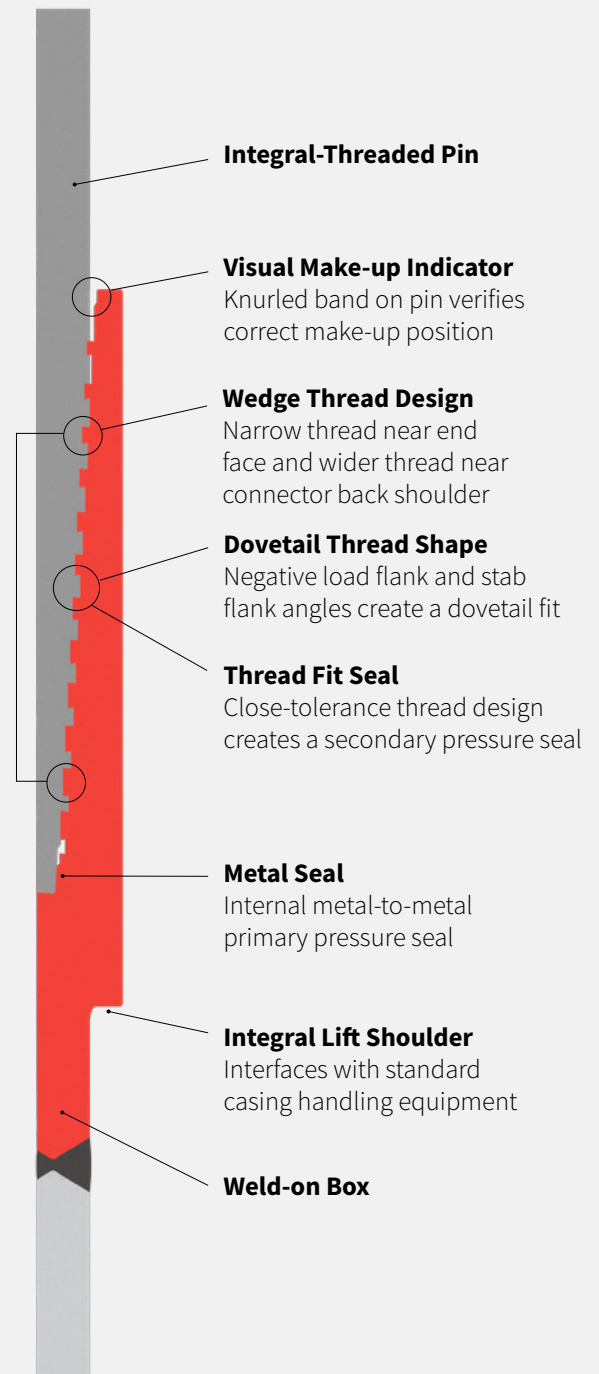 Integral-Threaded Pin
Visual Make-up Indicator
Knurled band on pin verifies
correct make-up position
Wedge Thread Design
Narrow thread near end
face and wider thread near
connector back shoulder
Dovetail Thread Shape
Negative load flank and stab
flank angles create a dovetail fit
Thread Fit Seal
Close-tolerance thread design
creates a secondary pressure seal
Metal Seal
Internal metal-to-metal
primary pressure seal
Integral Lift Shoulder
Interfaces with standard
casing handling equipment
Weld-on Box